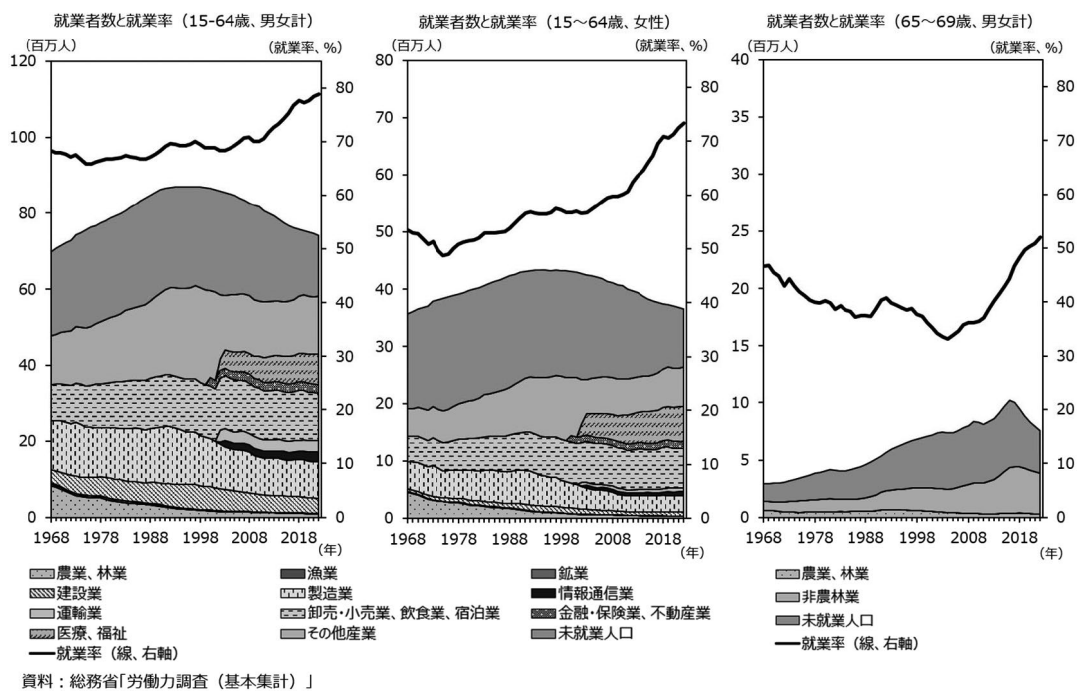 就業者数と就業率（15-64歳、男女計）
（百万人） （就業率、%）
120
100
80
60
40
20
0
80
70
60
50
40
30
20
10
0
1968 1978 1988 1998 2008 2018
（年）
就業者数と就業率（15～64歳、女性）
（百万人） （就業率、%）
80
70
60
50
40
30
20
10
0
80
70
60
50
40
30
20
10
0
1968 1978 1988 1998 2008 2018
（年）
就業者数と就業率（65～69歳、男女計）
（百万人） （就業率、%）
40
35
30
25
20
15
10
5
0
80
70
60
50
40
30
20
10
0
1968 1978 1988 1998 2008 2018
（年）
農業、林業 漁業 鉱業
建設業 製造業 情報通信業
運輸業 卸売・小売業、飲食業、宿泊業 金融・保険業、不動産業
医療、福祉 その他産業 未就業人口
就業率（線、右軸）
農業、林業
非農林業
未就業人口
就業率（線、右軸）
資料：総務省「労働力調査（基本集計）」